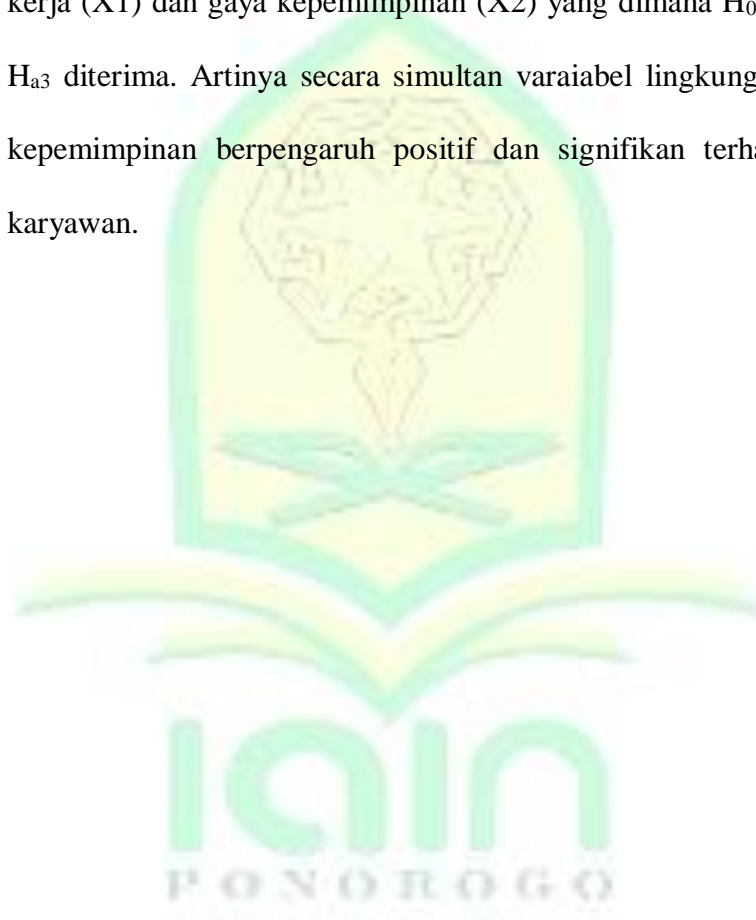 kerja (X1) dan gaya kepemimpinan (X2) yang dimana H0
Ha3 diterima. Artinya secara simultan varaiabel lingkung
kepemimpinan berpengaruh positif dan signifikan terha
karyawan.
iain
PONOROGO